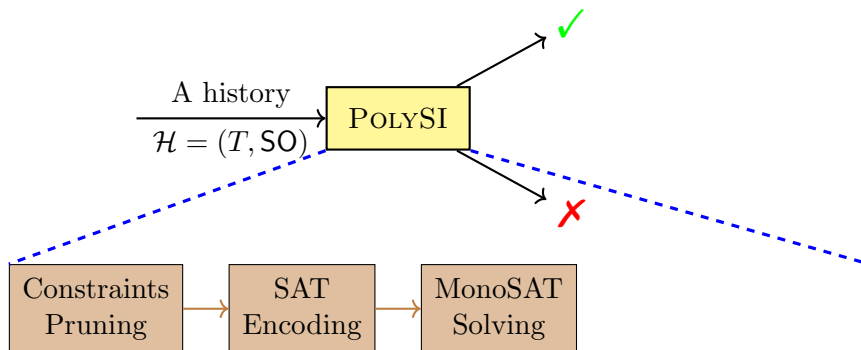 A history
ℋ = (T, SO)
POLYSI
✓
✗
Constraints
Pruning
SAT
Encoding
MonoSAT
Solving